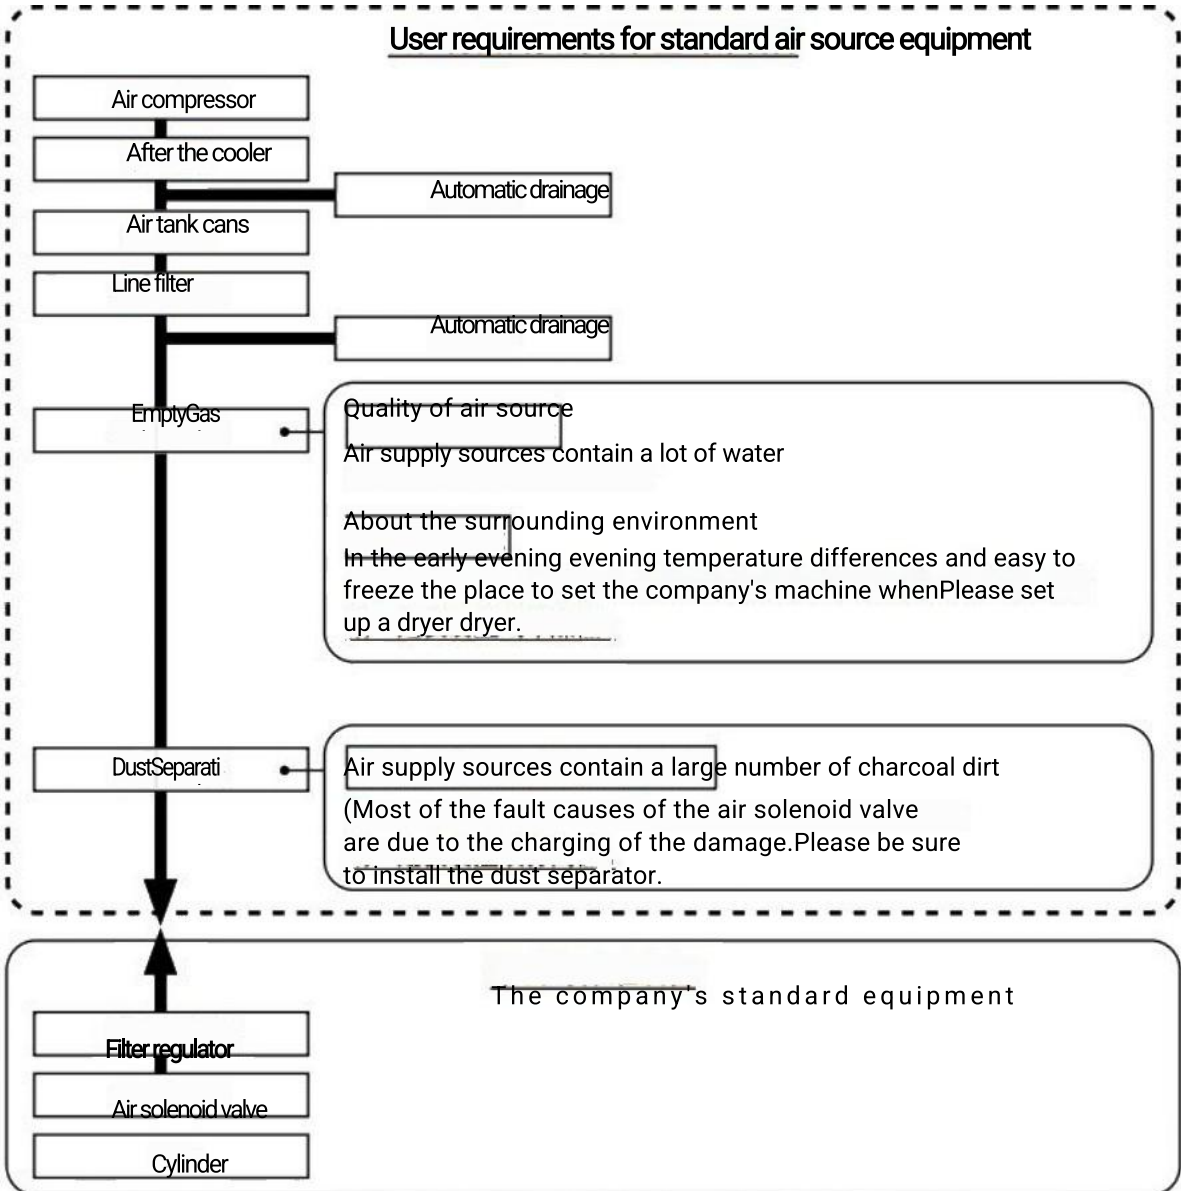 User requirements for standard air source equipment
Air compressor
After the cooler
Automatic drainage
Air tank cans
Line filter
Automatic drainage
EmptyGas
Quality of air source
Air supply sources contain a lot of water
About the surrounding environment
In the early evening evening temperature differences and easy to
freeze the place to set the company's machine whenPlease set
up a dryer dryer.
DustSeparati
Air supply sources contain a large number of charcoal dirt
(Most of the fault causes of the air solenoid valve
are due to the charging of the damage.Please be sure
to install the dust separator.
The company's standard equipment
Filter regulator
Air solenoid valve
Cylinder